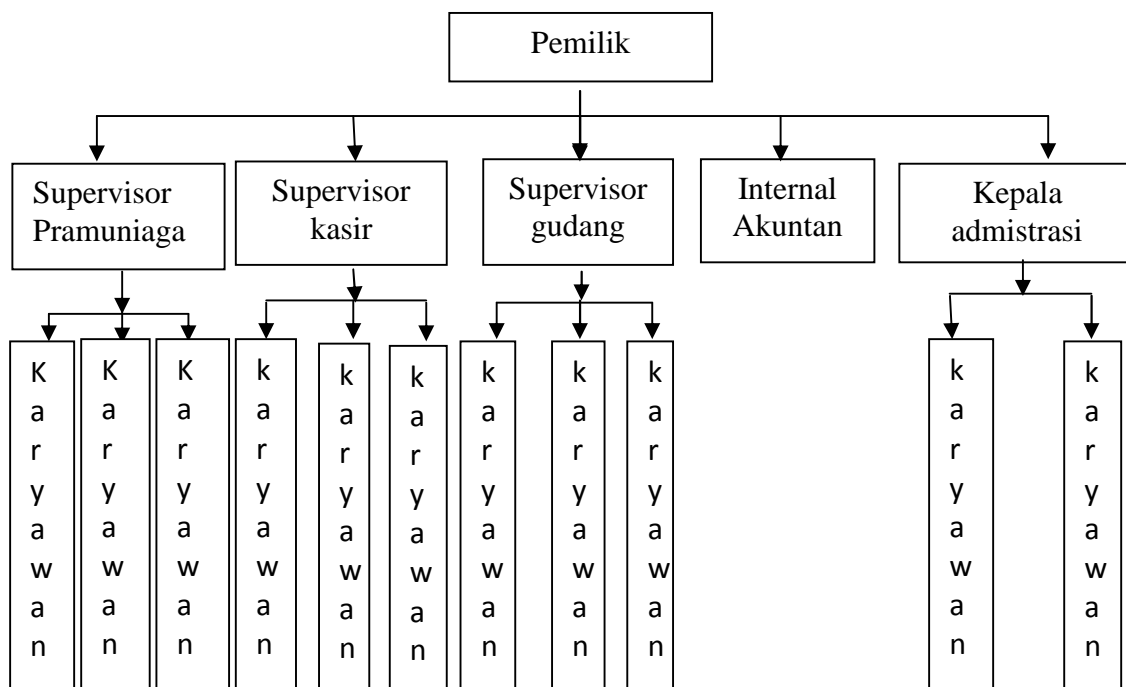 Pemilik
Supervisor
Pramuniaga
Supervisor
kasir
Supervisor
gudang
Internal
Akuntan
Kepala
admistrasi
Karyawan
Karyawan
Karyawan
karyawan
karyawan
karyawan
karyawan
karyawan
karyawan
karyawan
karyawan